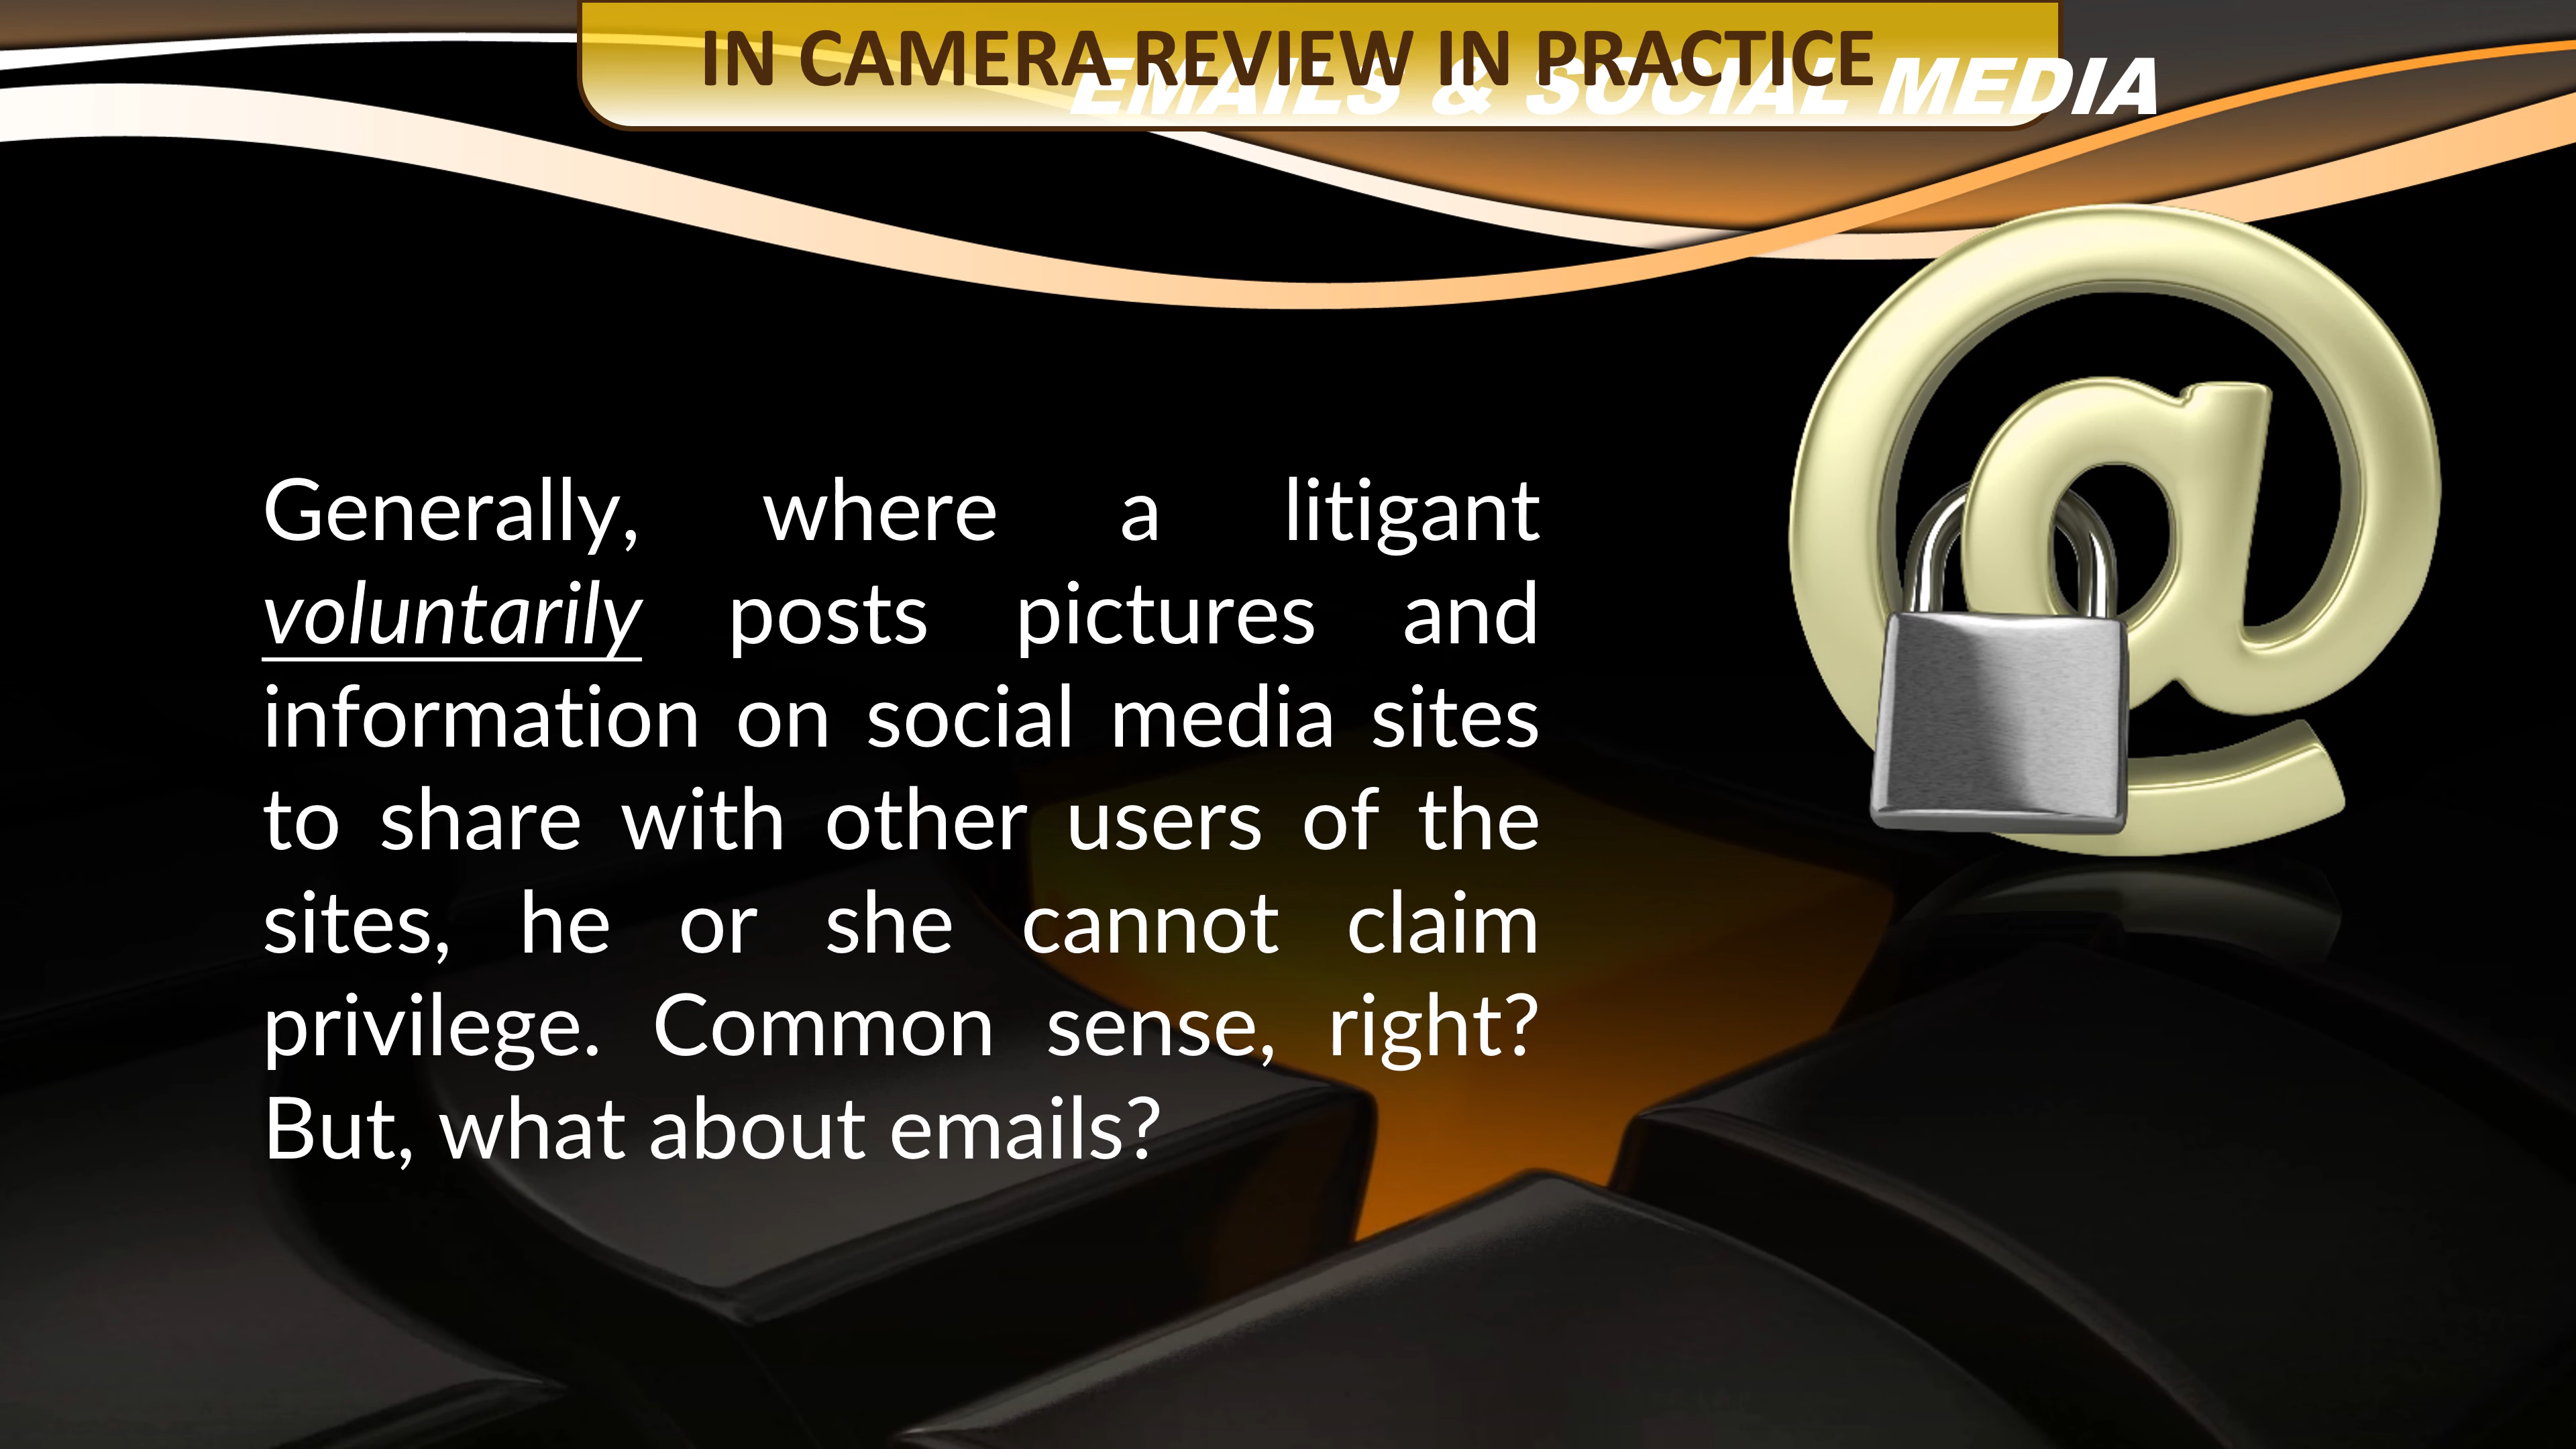 IN CAMERA REVIEW IN PRACTICE
EMAILS & SOCIAL MEDIA
Generally, where a litigant
voluntarily posts pictures and
information on social media sites
to share with other users of the
sites, he or she cannot claim
privilege. Common sense, right?
But, what about emails?